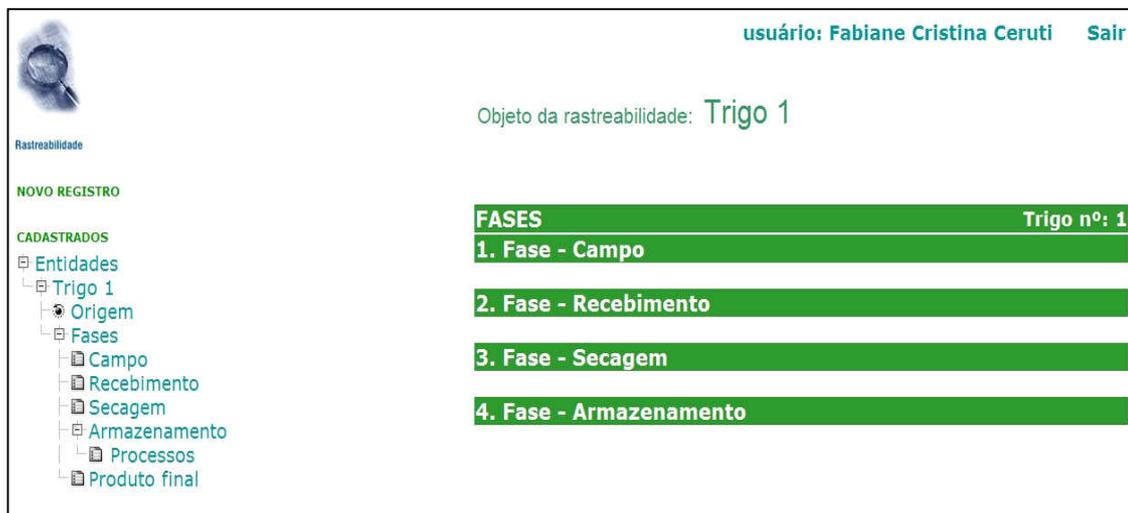 usuário: Fabiane Cristina Ceruti Sair
Objeto da rastreabilidade: Trigo 1
Rastreabilidade
NOVO REGISTRO
CADASTRADOS
Entidades
Trigo 1
Origem
Fases
Campo
Recebimento
Secagem
Armazenamento
Processos
Produto final
FASES Trigo nº: 1
1. Fase - Campo
2. Fase - Recebimento
3. Fase - Secagem
4. Fase - Armazenamento